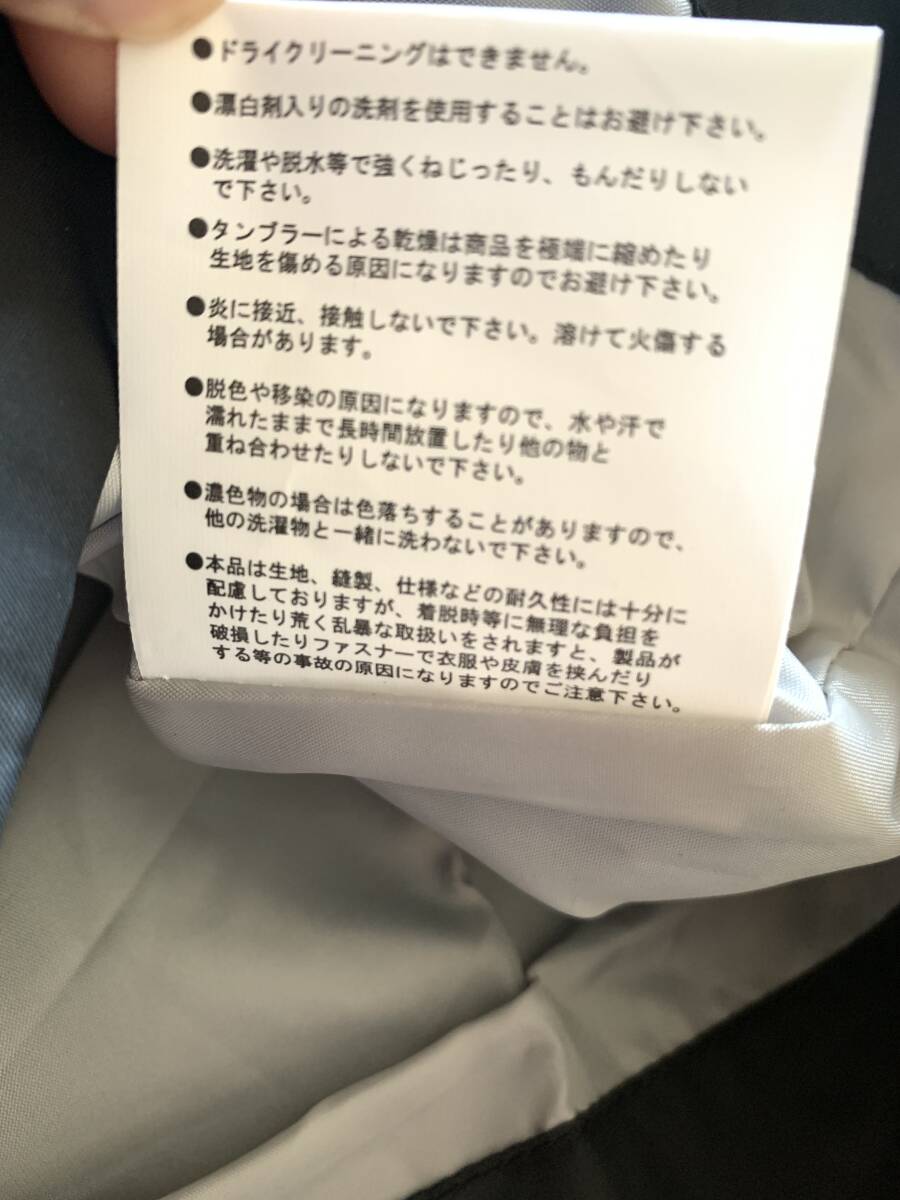 ●ドライクリーニングはできません。
●漂白剤入りの洗剤を使用することはお避け下さい。
●洗濯や脱水等で強くねじったり、もんだりしない
で下さい。
●タンブラーによる乾燥は商品を極端に縮めたり
生地を傷める原因になりますのでお避け下さい。
●炎に接近、接触しないで下さい。溶けて火傷する
場合があります。
●脱色や移染の原因になりますので、水や汗で
濡れたままで長時間放置したり他の物と
重ね合わせたりしないで下さい。
●濃色物の場合は色落ちすることがありますので、
他の洗濯物と一緒に洗わないで下さい。
●本品は生地、縫製、仕様などの耐久性には十分に
配慮しておりますが、着脱時等に無理な負担を
かけたり荒く乱暴な取扱いをされますと、製品が
破損したりファスナーで衣服や皮膚を挟んだり
する等の事故の原因になりますのでご注意下さい。